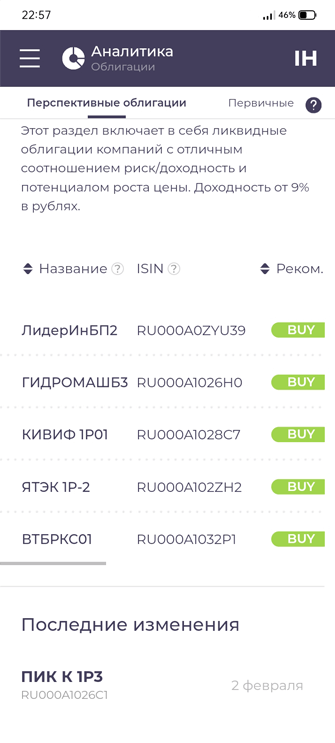 22:57
46%
Аналитика
Облигации
IH
Перспективные облигации Первичные ?
Этот раздел включает в себя ликвидные
облигации компаний с отличным
соотношением риск/доходность и
потенциалом роста цены. Доходность от 9%
в рублях.
Название ? ISIN ? Реком.
ЛидерИнБП2 RU000A0ZYU39 BUY
ГИДРОМАШБ3 RU000A1026H0 BUY
КИВИФ 1Р01 RU000A1028C7 BUY
ЯТЭК 1Р-2 RU000A102ZH2 BUY
ВТБРКС01 RU000A1032P1 BUY
Последние изменения
ПИК К 1Р3 2 февраля
RU000A1026C1